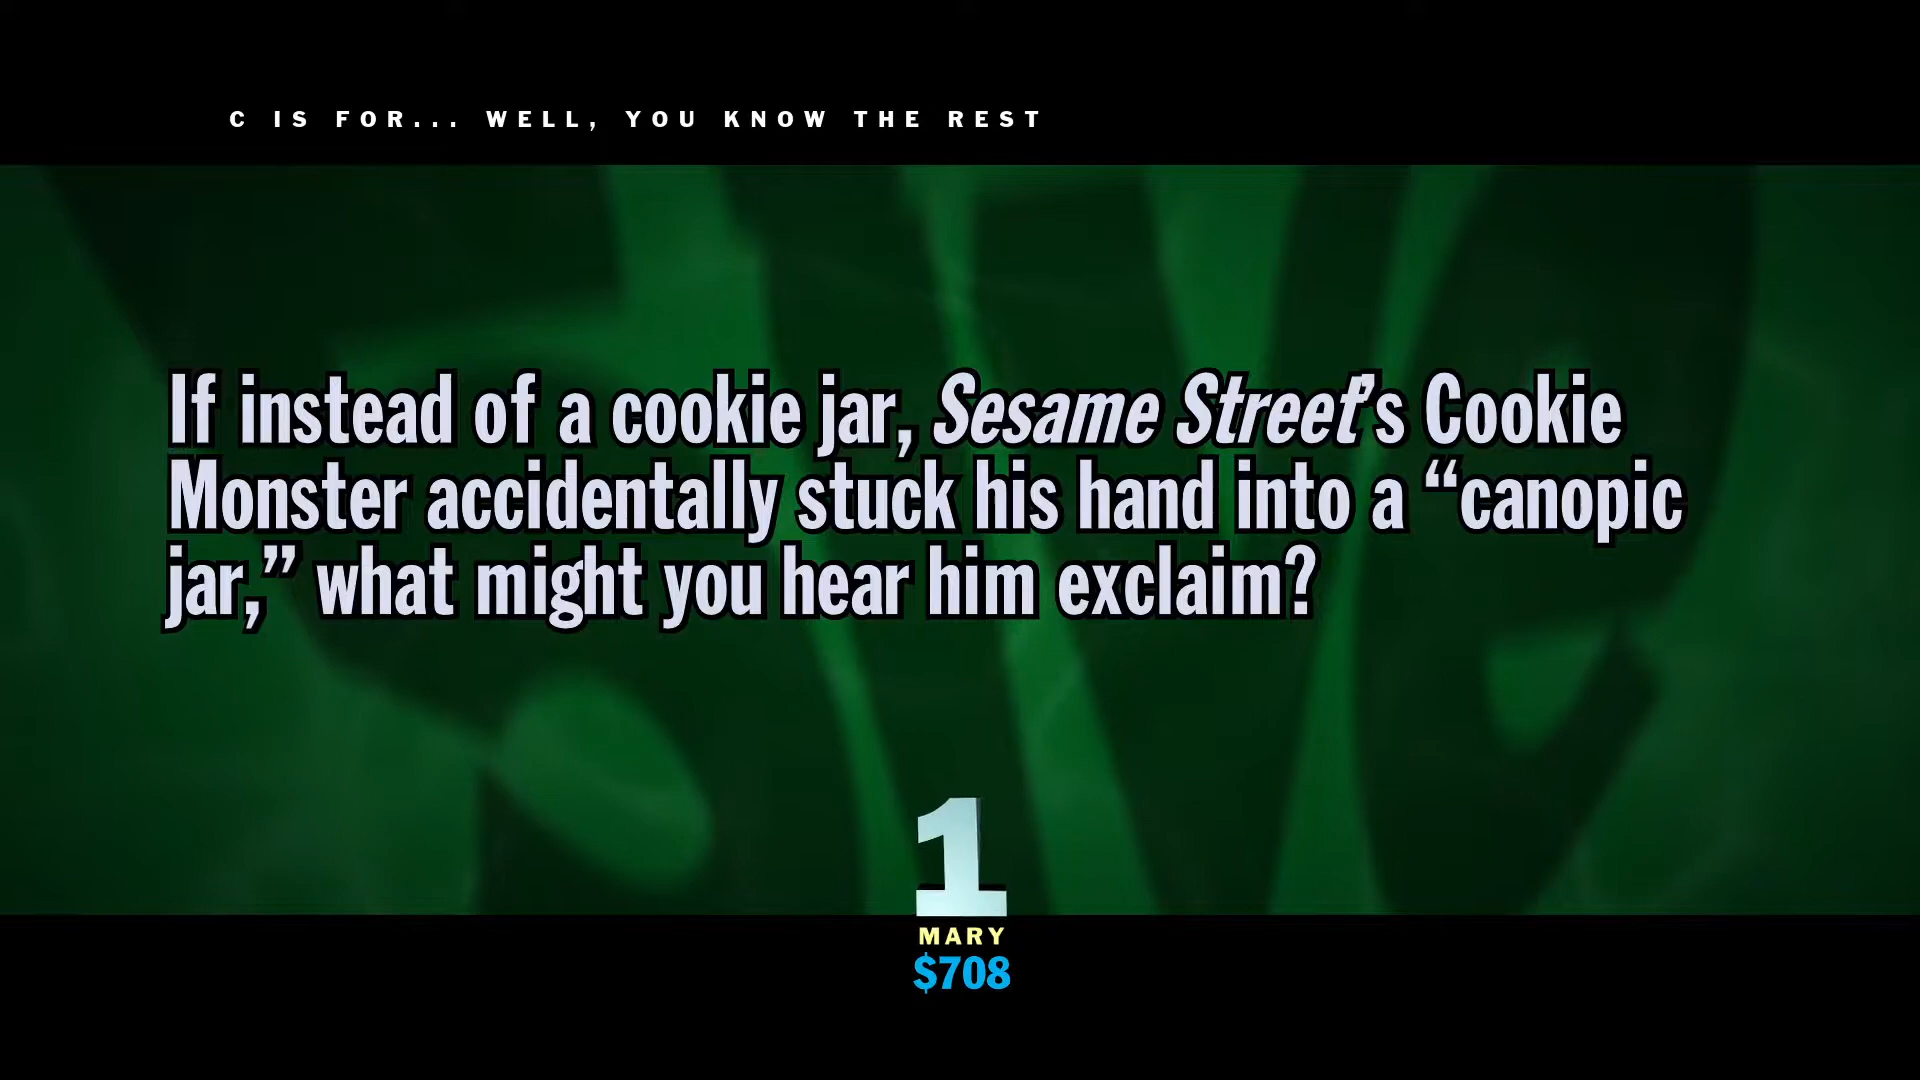 C IS FOR... WELL, YOU KNOW THE REST
If instead of a cookie jar, Sesame Street's Cookie
Monster accidentally stuck his hand into a “canopic
jar,” what might you hear him exclaim?
1
MARY
$708